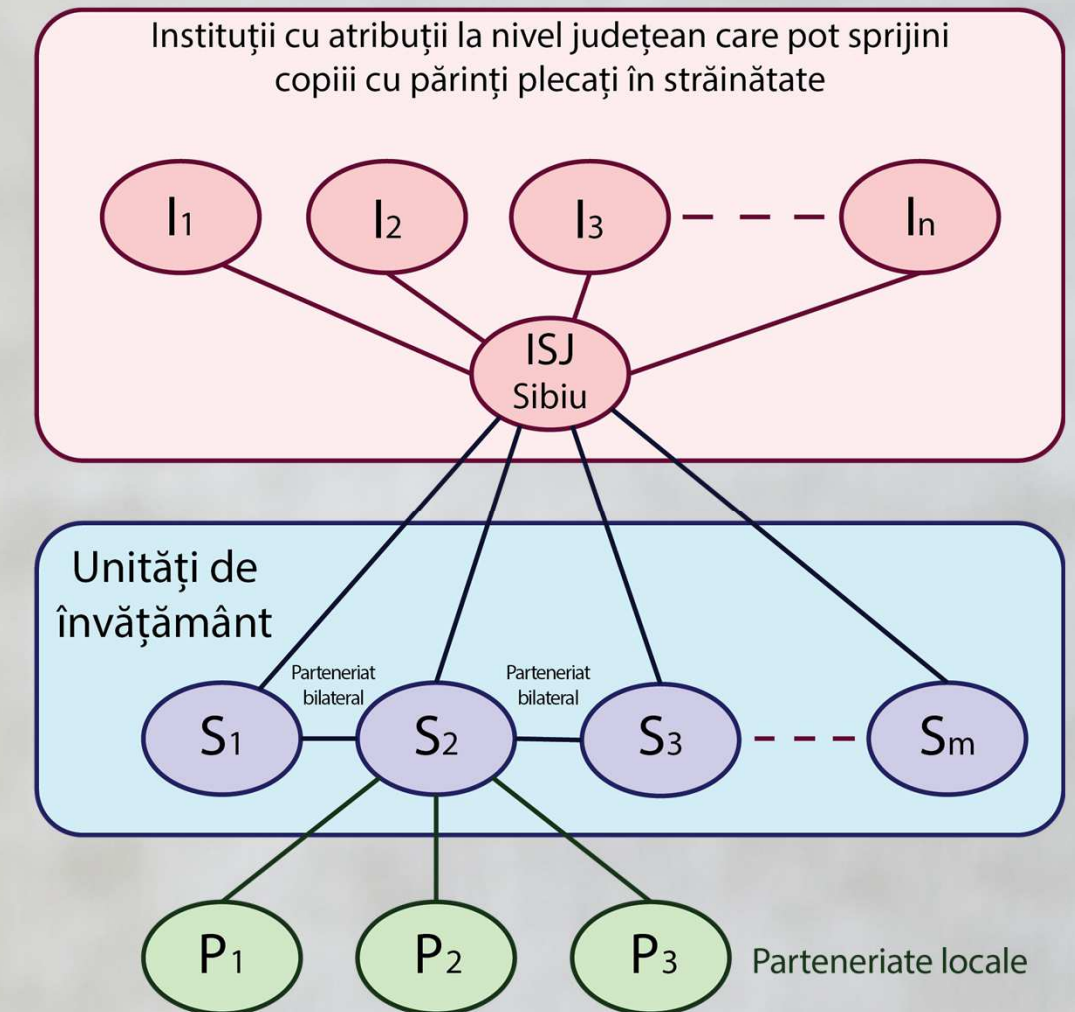 Instituții cu atribuții la nivel județean care pot sprijini
copiii cu părinți plecați în străinătate
I1 I2 I3 In
ISJ
Sibiu
Unități de
învățământ
Parteneriat
bilateral
Parteneriat
bilateral
S1 S2 S3 Sm
P1 P2 P3 Parteneriate locale